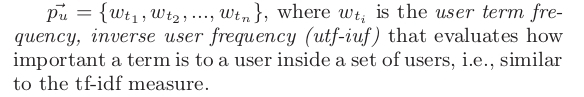 $\vec{p_u} = \{w_{t_1}, w_{t_2}, ..., w_{t_n}\}$, where $w_{t_i}$ is the user term fre-
quency, inverse user frequency (utf-iuf) that evaluates how
important a term is to a user inside a set of users, i.e., similar
to the tf-idf measure.